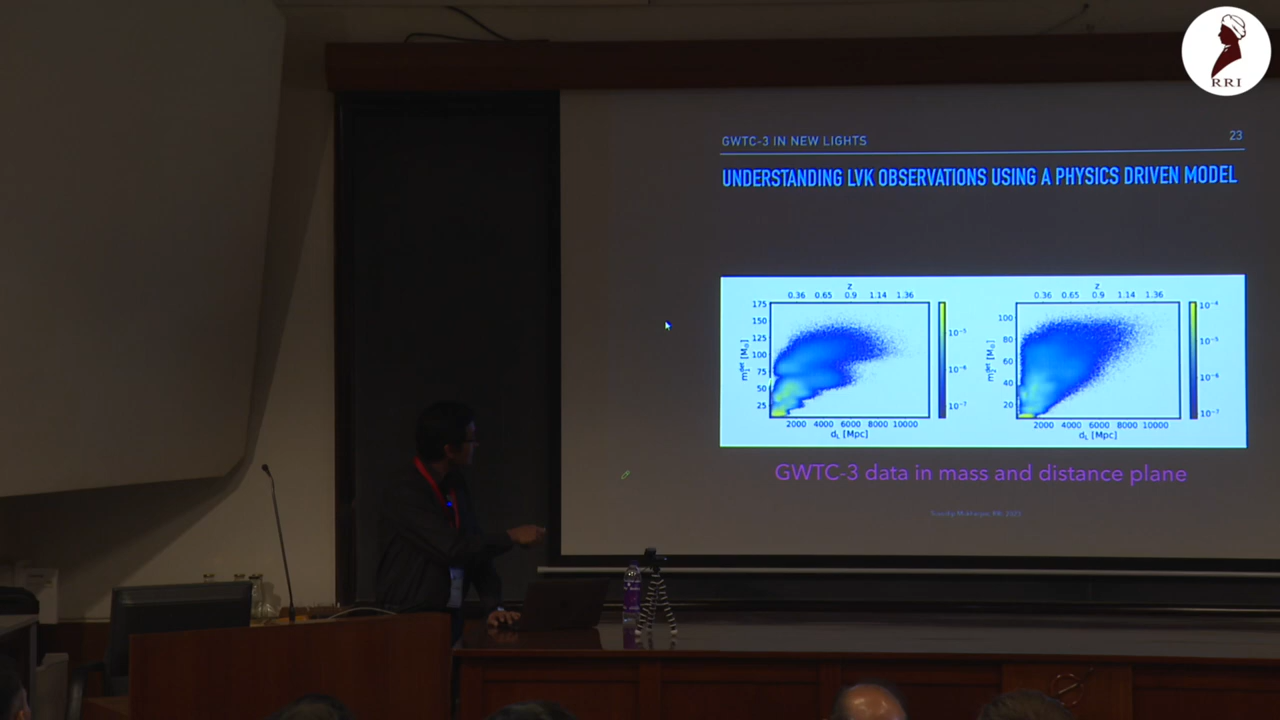 RRI
GWTC-3 IN NEW LIGHTS
23
UNDERSTANDING LVK OBSERVATIONS USING A PHYSICS DRIVEN MODEL
z
0.36 0.65 0.9 1.14 1.36
175
150
125
100
75
50
25
m₁ᵈᵉᵗ [M⊙]
2000 4000 6000 8000 10000
d_L [Mpc]
10⁻⁵
10⁻⁶
10⁻⁷
z
0.36 0.65 0.9 1.14 1.36
100
80
60
40
20
[M⊙]
2000 4000 6000 8000 10000
d_L [Mpc]
10⁻⁴
10⁻⁵
10⁻⁶
10⁻⁷
GWTC-3 data in mass and distance plane